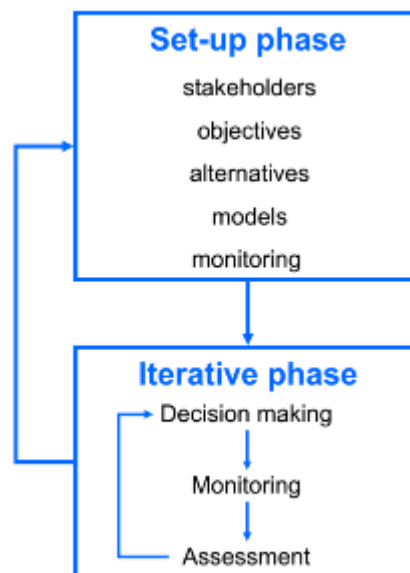 Set-up phase
stakeholders
objectives
alternatives
models
monitoring
Iterative phase
Decision making
Monitoring
Assessment